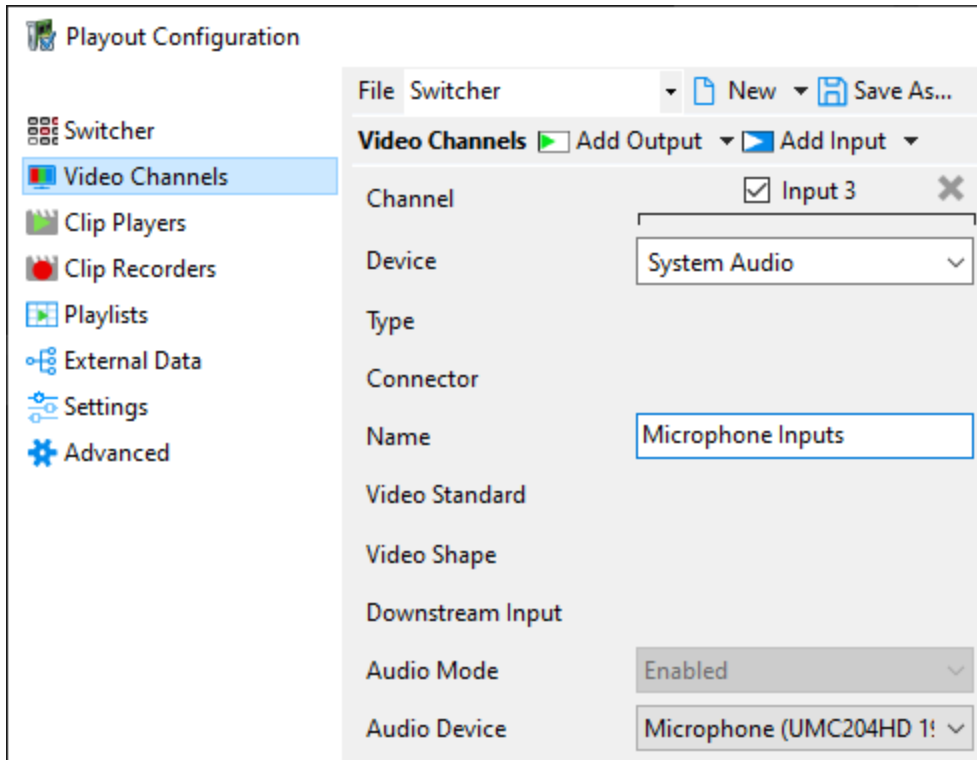 Playout Configuration
File Switcher New Save As...
Switcher
Video Channels Add Output Add Input
Video Channels
Channel Input 3
Clip Players
Device System Audio
Clip Recorders
Type
Playlists
External Data
Connector
Settings
Name Microphone Inputs
Advanced
Video Standard
Video Shape
Downstream Input
Audio Mode Enabled
Audio Device Microphone (UMC204HD